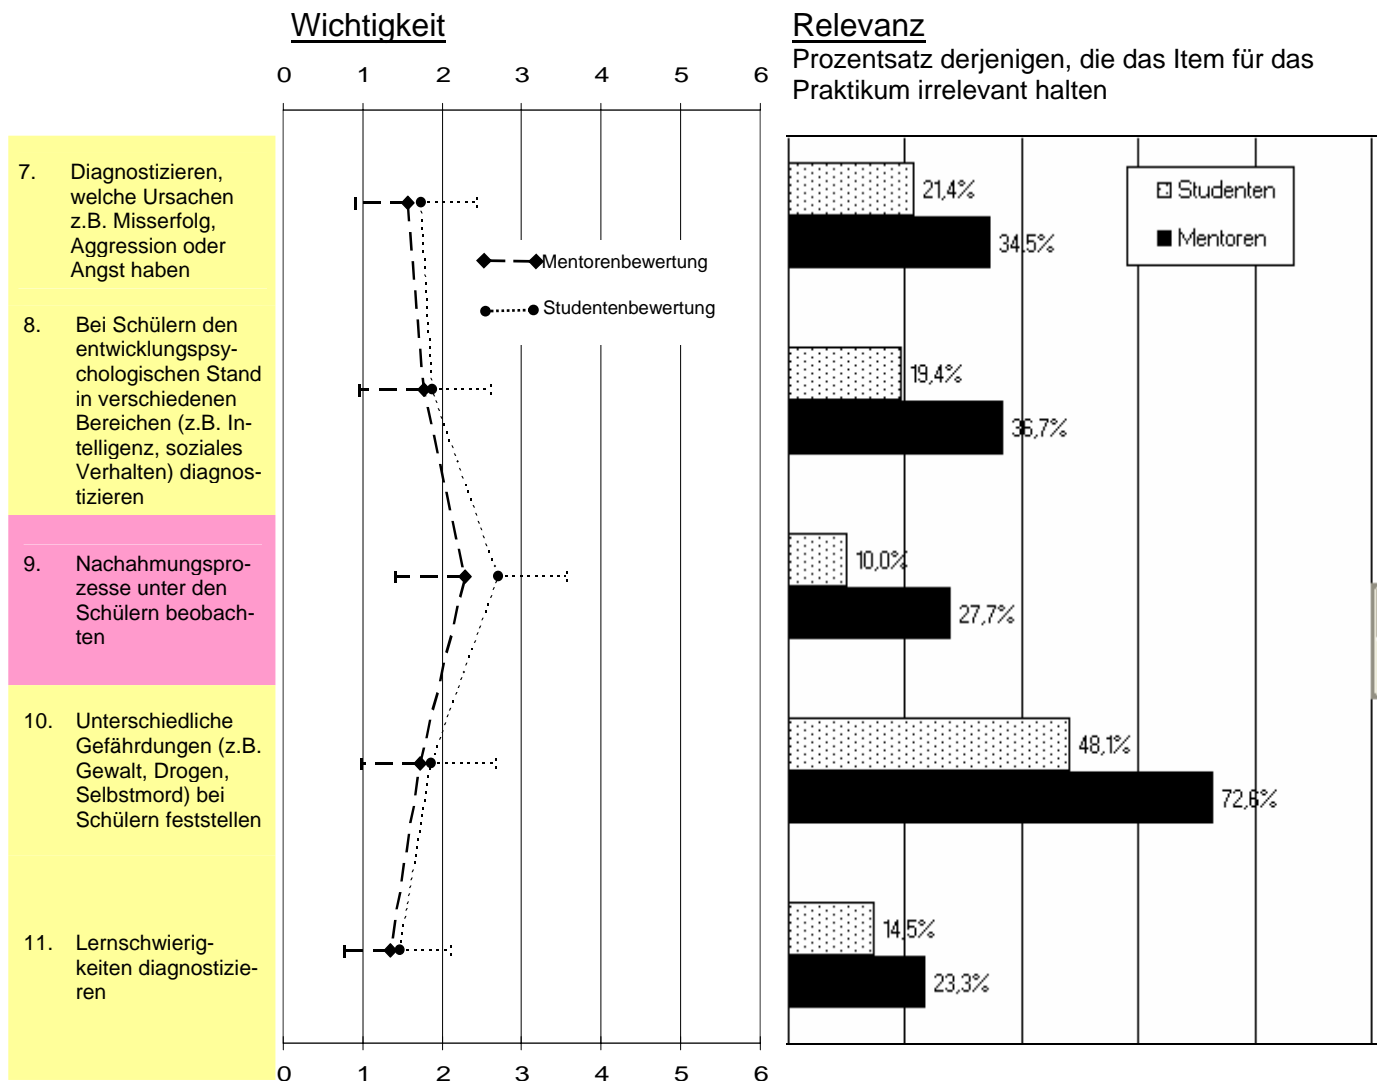 Wichtigkeit
0 1 2 3 4 5 6
Relevanz
Prozentsatz derjenigen, die das Item für das
Praktikum irrelevant halten
7. Diagnostizieren,
welche Ursachen
z.B. Misserfolg,
Aggression oder
Angst haben
8. Bei Schülern den
entwicklungspsy-
chologischen Stand
in verschiedenen
Bereichen (z.B. In-
telligenz, soziales
Verhalten) diagnos-
tizieren
9. Nachahmungspro-
zesse unter den
Schülern beobach-
ten
10. Unterschiedliche
Gefährdungen (z.B.
Gewalt, Drogen,
Selbstmord) bei
Schülern feststellen
11. Lernschwierig-
keiten diagnostizie-
ren
Mentorenbewertung
Studentenbewertung
0 1 2 3 4 5 6
Studenten
Mentoren
21,4%
34,5%
19,4%
36,7%
10,0%
27,7%
48,1%
72,6%
14,5%
23,3%